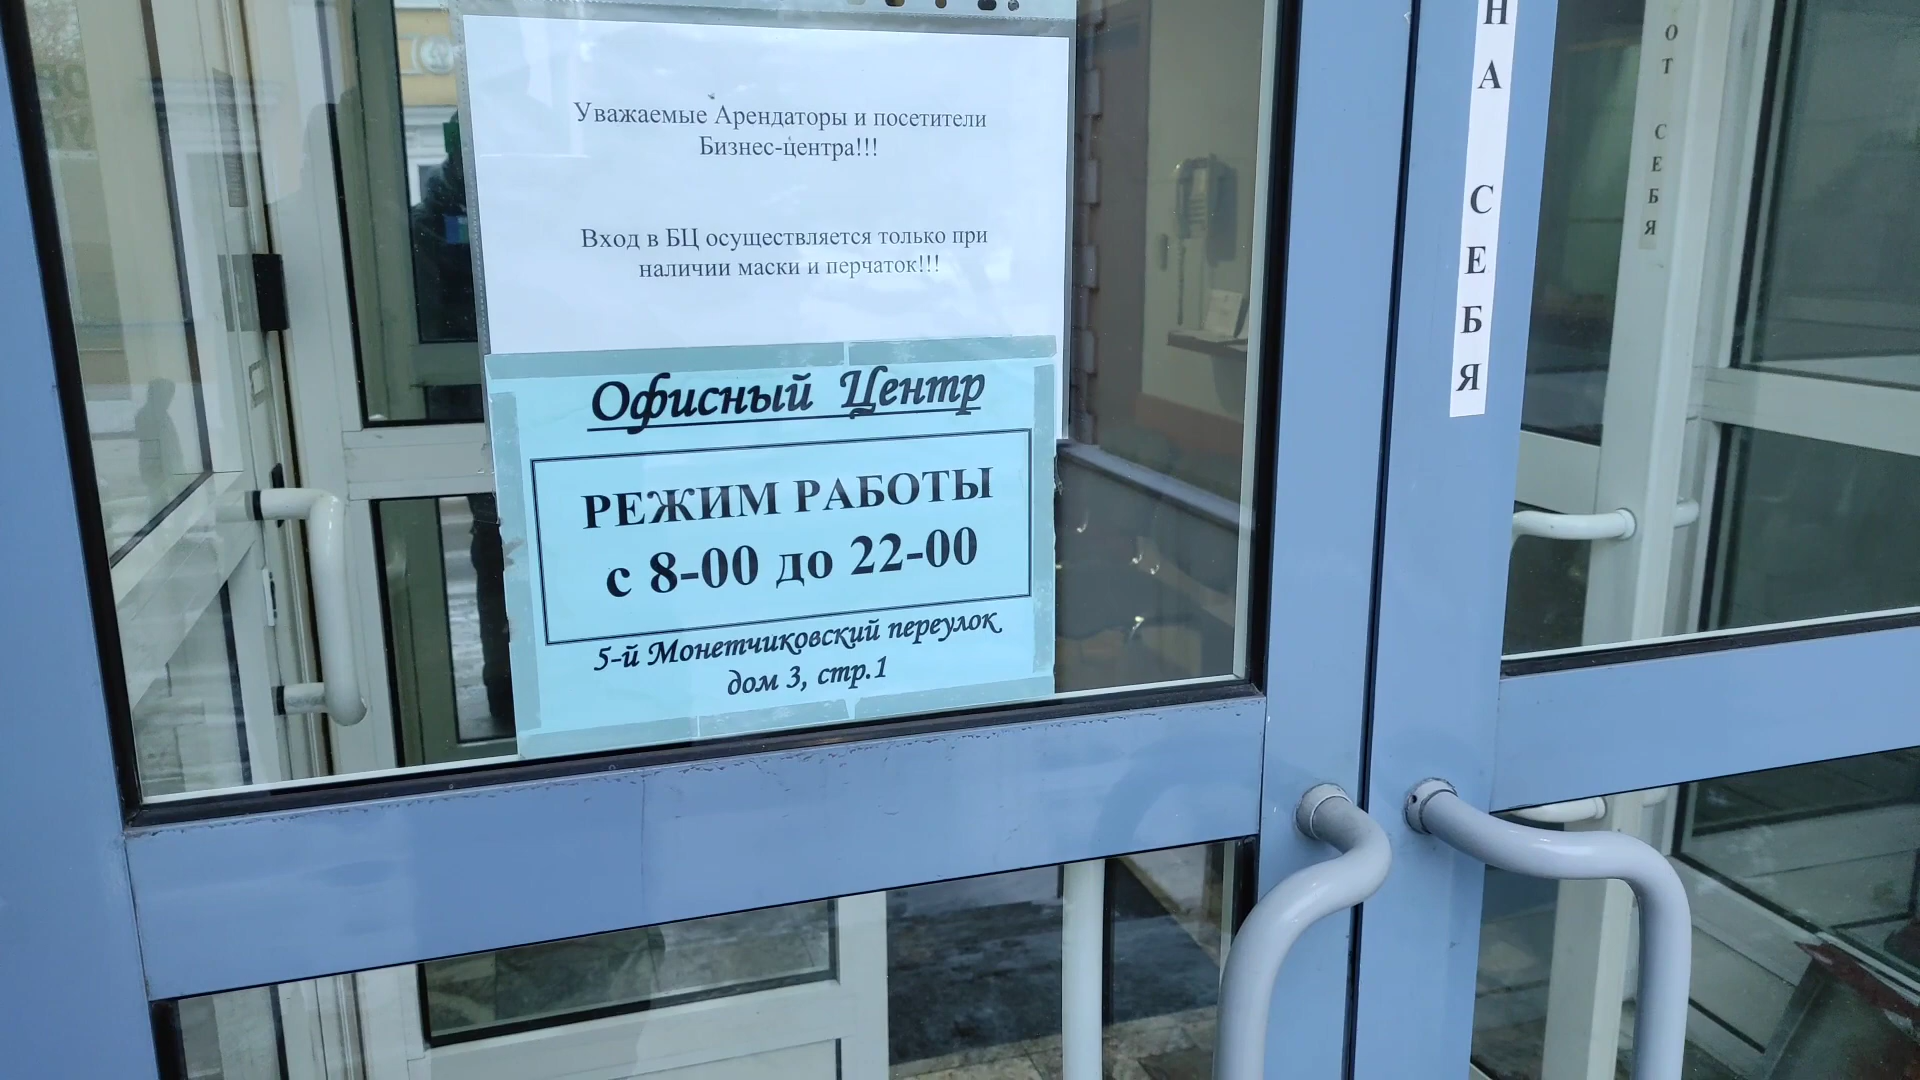 Уважаемые Арендаторы и посетители
Бизнес-центра!!!
Вход в БЦ осуществляется только при
наличии маски и перчаток!!!
Офисный Центр
РЕЖИМ РАБОТЫ
с 8-00 до 22-00
5-й Монетчиковский переулок
дом 3, стр.1
НА СЕБЯ
ОТ СЕБЯ